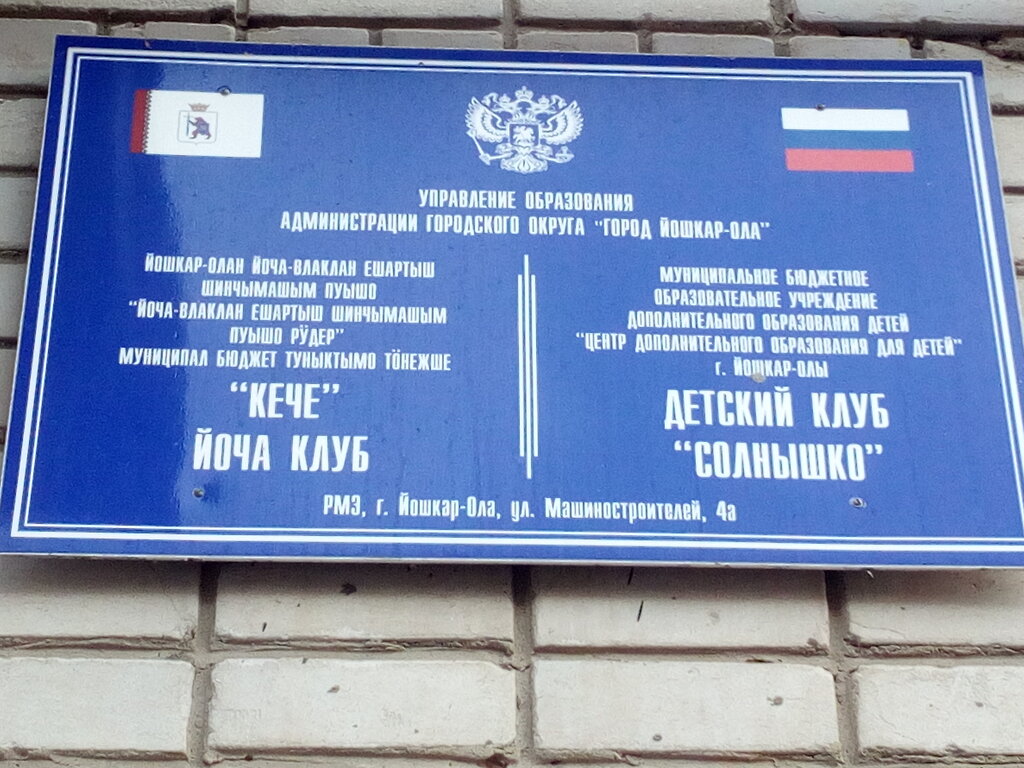 УПРАВЛЕНИЕ ОБРАЗОВАНИЯ
АДМИНИСТРАЦИИ ГОРОДСКОГО ОКРУГА "ГОРОД ЙОШКАР-ОЛА"
ЙОШКАР-ОЛАН ЙОЧА-ВЛАКЛАН ЕШАРТЫШ
ШИНЧЫМАШЫМ ПУЫШО
"ЙОЧА-ВЛАКЛАН ЕШАРТЫШ ШИНЧЫМАШЫМ
ПУЫШО РӰДЕР"
МУНИЦИПАЛ БЮДЖЕТ ТУНЫКТЫМО ТӦНЕЖШЕ
"КЕЧЕ"
ЙОЧА КЛУБ
МУНИЦИПАЛЬНОЕ БЮДЖЕТНОЕ
ОБРАЗОВАТЕЛЬНОЕ УЧРЕЖДЕНИЕ
ДОПОЛНИТЕЛЬНОГО ОБРАЗОВАНИЯ ДЕТЕЙ
"ЦЕНТР ДОПОЛНИТЕЛЬНОГО ОБРАЗОВАНИЯ ДЛЯ ДЕТЕЙ"
г. ЙОШКАР-ОЛЫ
ДЕТСКИЙ КЛУБ
"СОЛНЫШКО"
РМЭ, г. Йошкар-Ола, ул. Машиностроителей, 4а